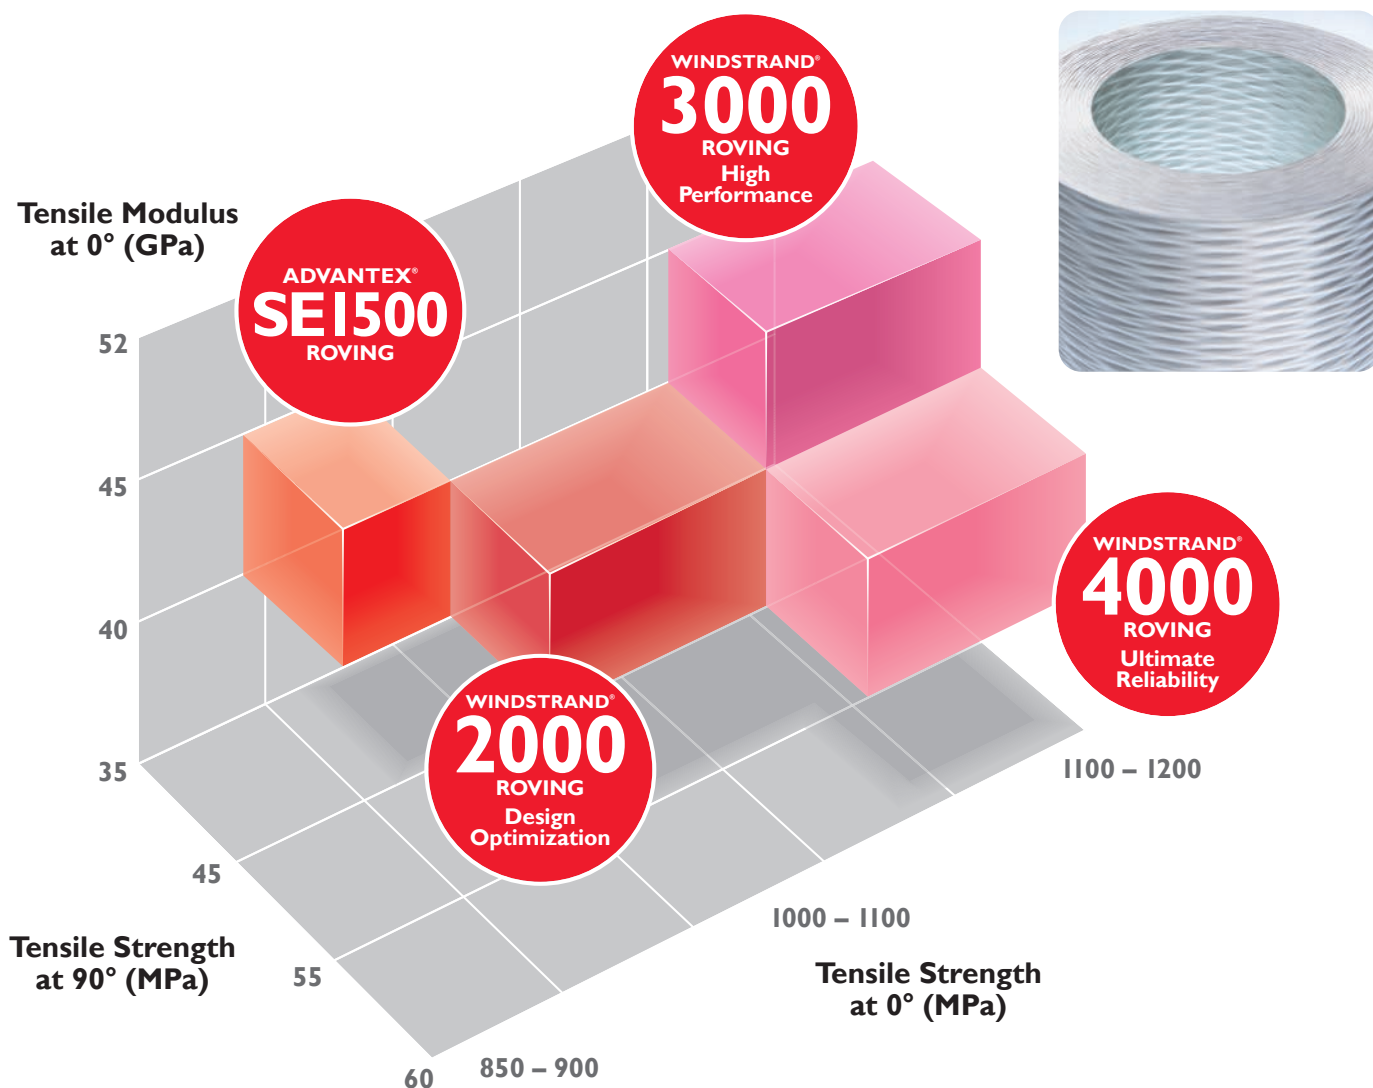 WINDSTRAND®
3000
ROVING
High
Performance
Tensile Modulus
at 0° (GPa)
ADVANTEX®
SE1500
ROVING
52
45
40
35
WINDSTRAND®
4000
ROVING
Ultimate
Reliability
WINDSTRAND®
2000
ROVING
Design
Optimization
1100 – 1200
45
1000 – 1100
Tensile Strength
at 90° (MPa)
55
Tensile Strength
at 0° (MPa)
60
850 – 900